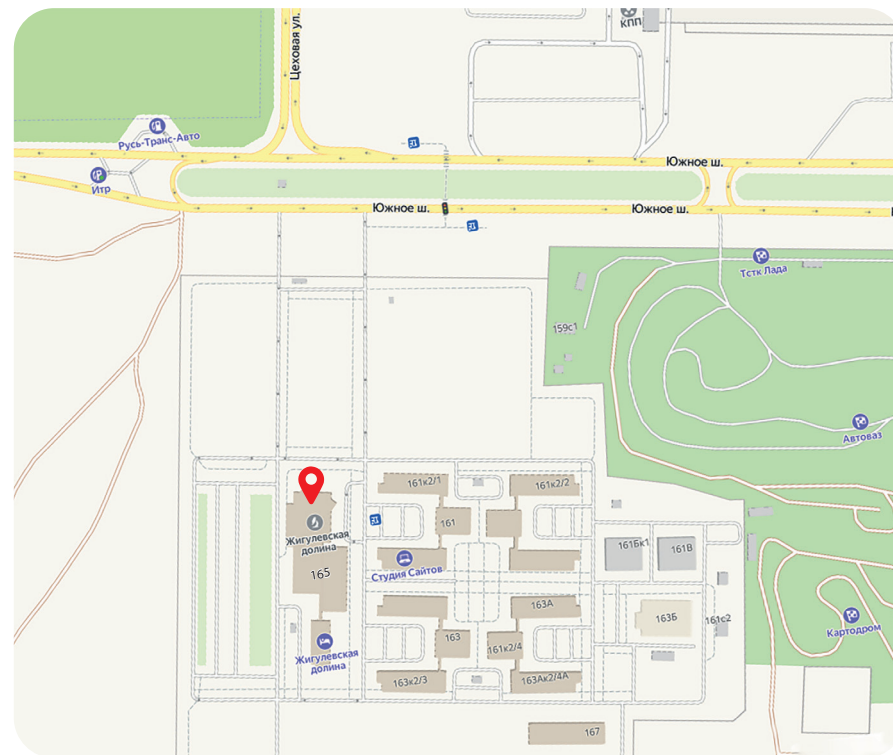 КПП
Цеховая ул.
Русь-Транс-Авто
Итр
Южное ш.
Южное ш.
Южное ш.
Тстк Лада
159с1
Автоваз
161к2/1
161к2/2
161
Жигулевская
долина
161Бк1
161В
Студия Сайтов
165
163А
163Б
161с2
Картодром
163
161к2/4
Жигулевская
долина
163к2/3
163Ак2/4А
167